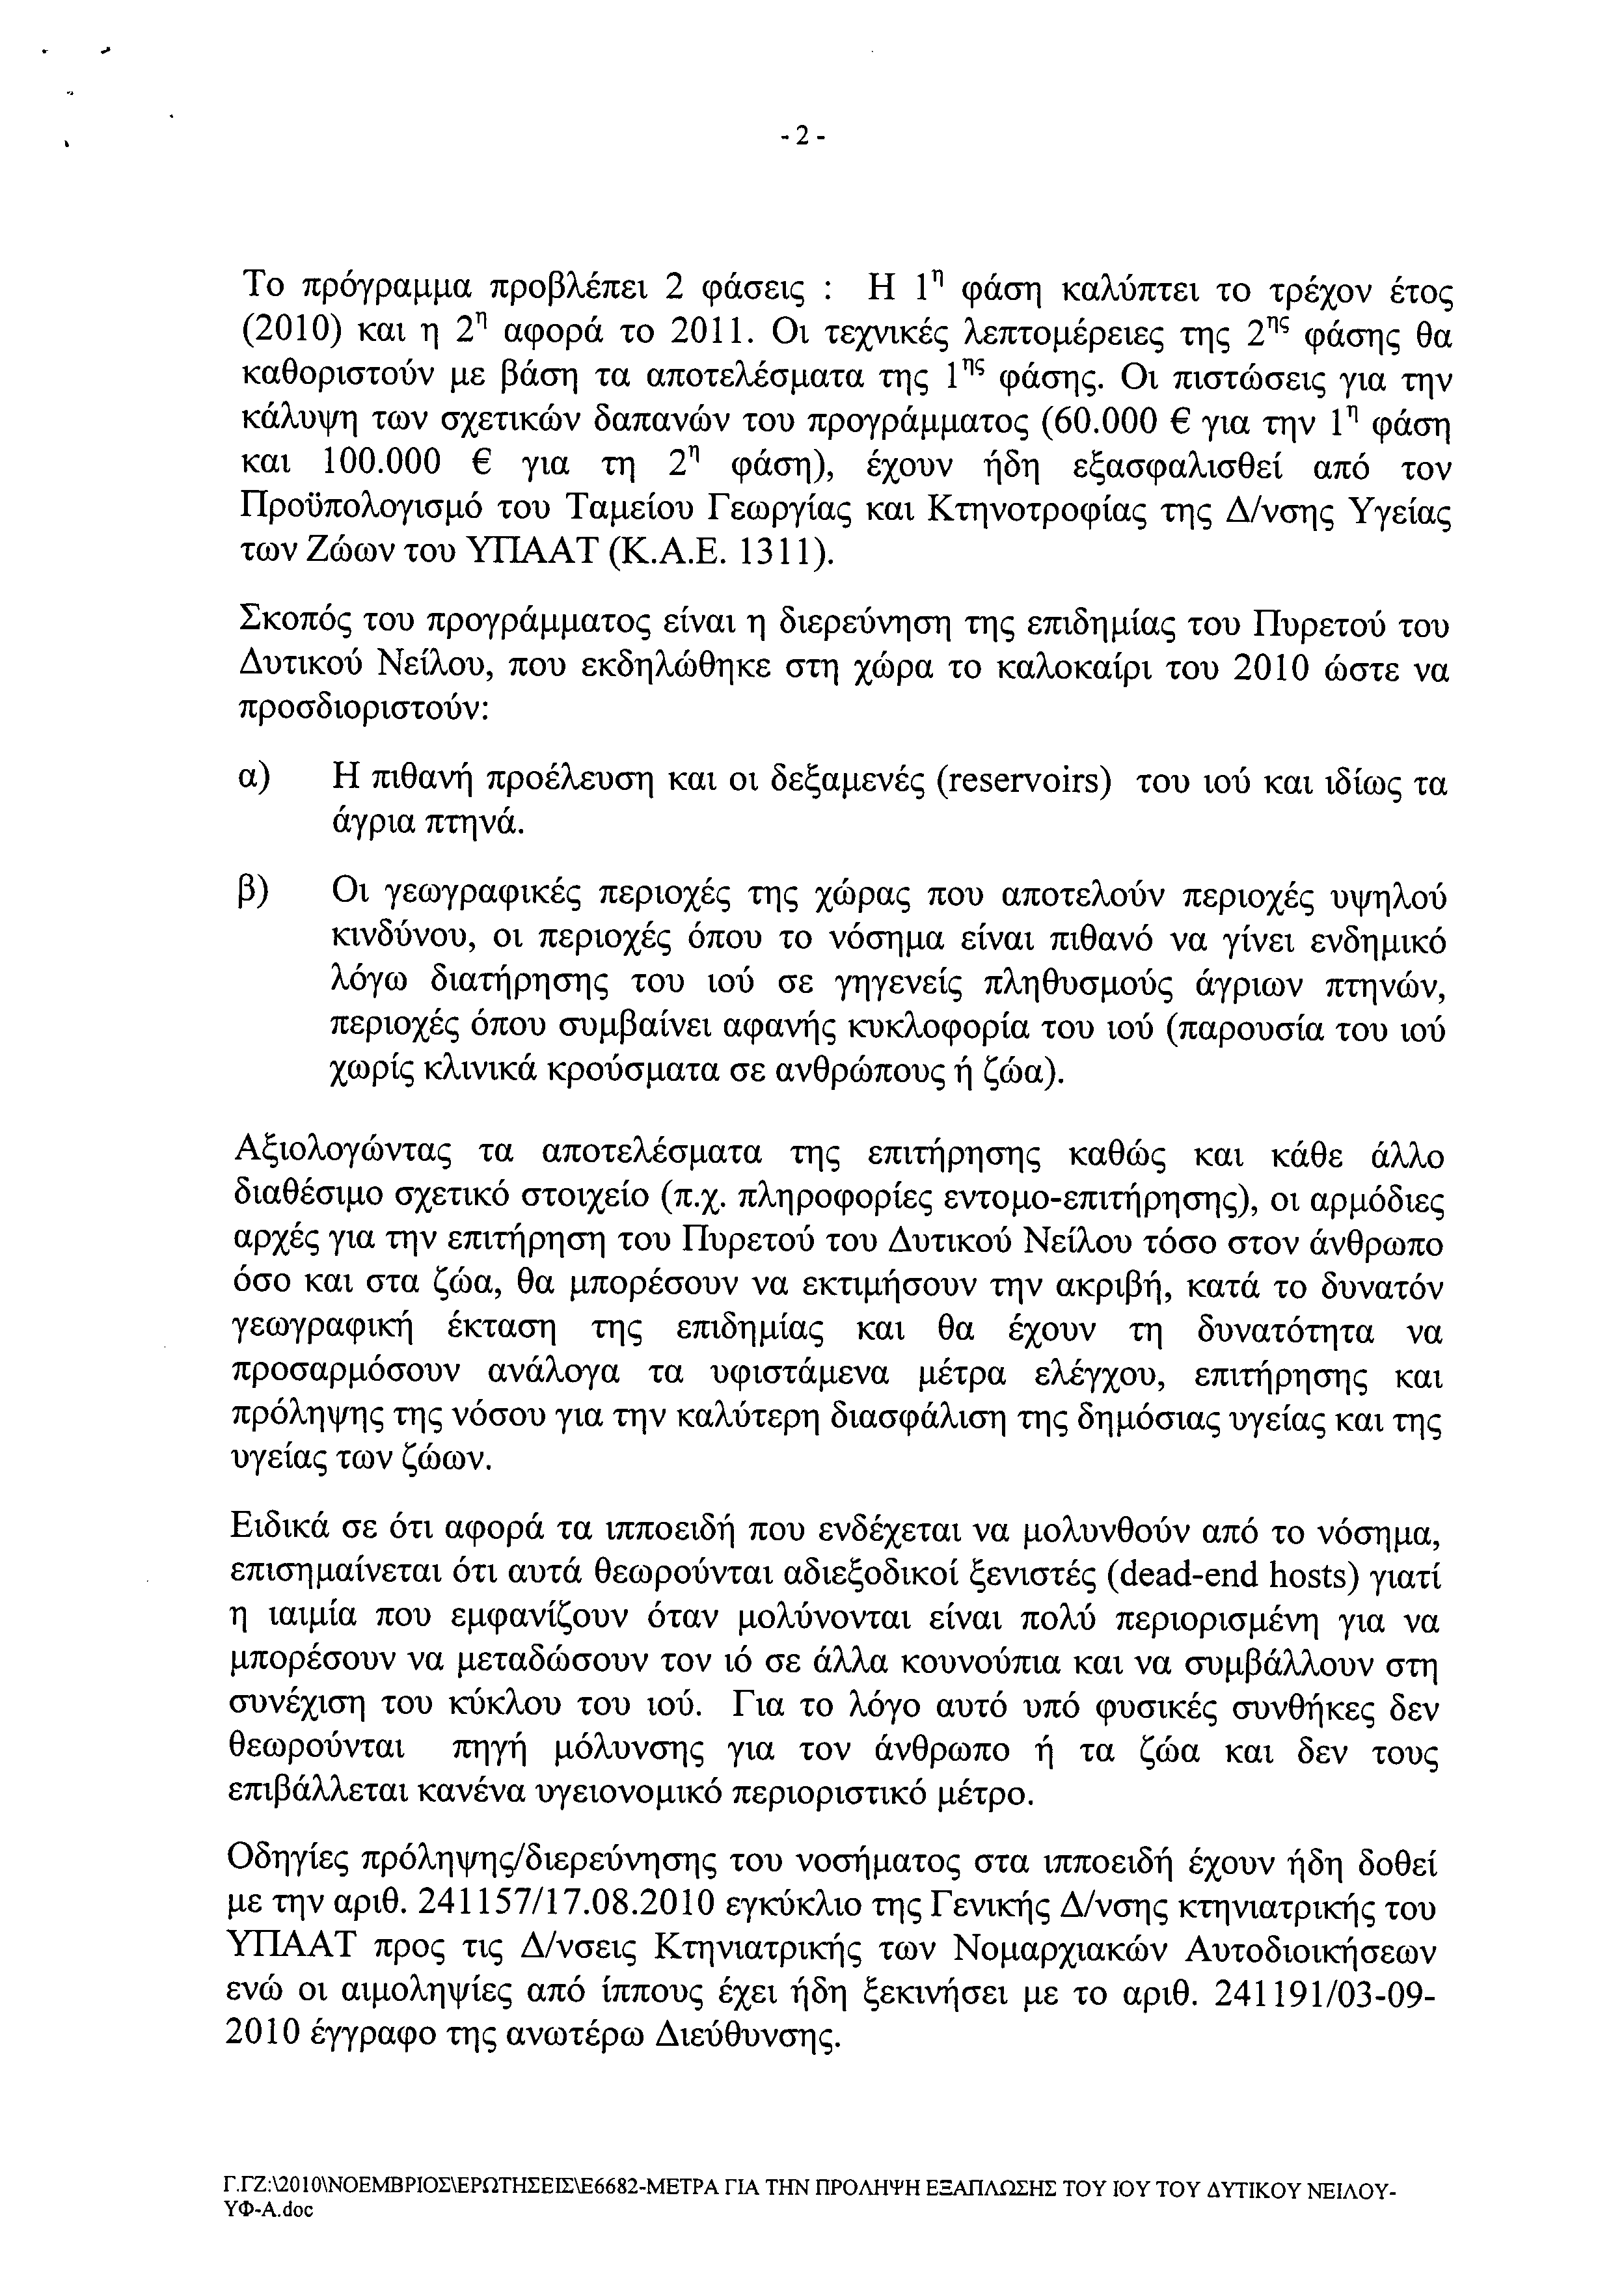 - 2 -
Το πρόγραμμα προβλέπει 2 φάσεις : Η 1η φάση καλύπτει το τρέχον έτος
(2010) και η 2η αφορά το 2011. Οι τεχνικές λεπτομέρειες της 2ης φάσης θα
καθοριστούν με βάση τα αποτελέσματα της 1ης φάσης. Οι πιστώσεις για την
κάλυψη των σχετικών δαπανών του προγράμματος (60.000 € για την 1η φάση
και 100.000 € για τη 2η φάση), έχουν ήδη εξασφαλισθεί από τον
Προϋπολογισμό του Ταμείου Γεωργίας και Κτηνοτροφίας της Δ/νσης Υγείας
των Ζώων του ΥΠΑΑΤ (Κ.Α.Ε. 1311).
Σκοπός του προγράμματος είναι η διερεύνηση της επιδημίας του Πυρετού του
Δυτικού Νείλου, που εκδηλώθηκε στη χώρα το καλοκαίρι του 2010 ώστε να
προσδιοριστούν:
α) Η πιθανή προέλευση και οι δεξαμενές (reservoirs) του ιού και ιδίως τα
άγρια πτηνά.
β) Οι γεωγραφικές περιοχές της χώρας που αποτελούν περιοχές υψηλού
κινδύνου, οι περιοχές όπου το νόσημα είναι πιθανό να γίνει ενδημικό
λόγω διατήρησης του ιού σε γηγενείς πληθυσμούς άγριων πτηνών,
περιοχές όπου συμβαίνει αφανής κυκλοφορία του ιού (παρουσία του ιού
χωρίς κλινικά κρούσματα σε ανθρώπους ή ζώα).
Αξιολογώντας τα αποτελέσματα της επιτήρησης καθώς και κάθε άλλο
διαθέσιμο σχετικό στοιχείο (π.χ. πληροφορίες εντομο-επιτήρησης), οι αρμόδιες
αρχές για την επιτήρηση του Πυρετού του Δυτικού Νείλου τόσο στον άνθρωπο
όσο και στα ζώα, θα μπορέσουν να εκτιμήσουν την ακριβή, κατά το δυνατόν
γεωγραφική έκταση της επιδημίας και θα έχουν τη δυνατότητα να
προσαρμόσουν ανάλογα τα υφιστάμενα μέτρα ελέγχου, επιτήρησης και
πρόληψης της νόσου για την καλύτερη διασφάλιση της δημόσιας υγείας και της
υγείας των ζώων.
Ειδικά σε ότι αφορά τα ιπποειδή που ενδέχεται να μολυνθούν από το νόσημα,
επισημαίνεται ότι αυτά θεωρούνται αδιεξοδικοί ξενιστές (dead-end hosts) γιατί
η ιαιμία που εμφανίζουν όταν μολύνονται είναι πολύ περιορισμένη για να
μπορέσουν να μεταδώσουν τον ιό σε άλλα κουνούπια και να συμβάλλουν στη
συνέχιση του κύκλου του ιού. Για το λόγο αυτό υπό φυσικές συνθήκες δεν
θεωρούνται πηγή μόλυνσης για τον άνθρωπο ή τα ζώα και δεν τους
επιβάλλεται κανένα υγειονομικό περιοριστικό μέτρο.
Οδηγίες πρόληψης/διερεύνησης του νοσήματος στα ιπποειδή έχουν ήδη δοθεί
με την αριθ. 241157/17.08.2010 εγκύκλιο της Γενικής Δ/νσης κτηνιατρικής του
ΥΠΑΑΤ προς τις Δ/νσεις Κτηνιατρικής των Νομαρχιακών Αυτοδιοικήσεων
ενώ οι αιμοληψίες από ίππους έχει ήδη ξεκινήσει με το αριθ. 241191/03-09-
2010 έγγραφο της ανωτέρω Διεύθυνσης.
Γ.ΓΖ:\2010\ΝΟΕΜΒΡΙΟΣ\ΕΡΩΤΗΣΕΙΣ\Ε6682-ΜΕΤΡΑ ΓΙΑ ΤΗΝ ΠΡΟΛΗΨΗ ΕΞΑΠΛΩΣΗΣ ΤΟΥ ΙΟΥ ΤΟΥ ΔΥΤΙΚΟΥ ΝΕΙΛΟΥ-
ΥΦ-Α.doc